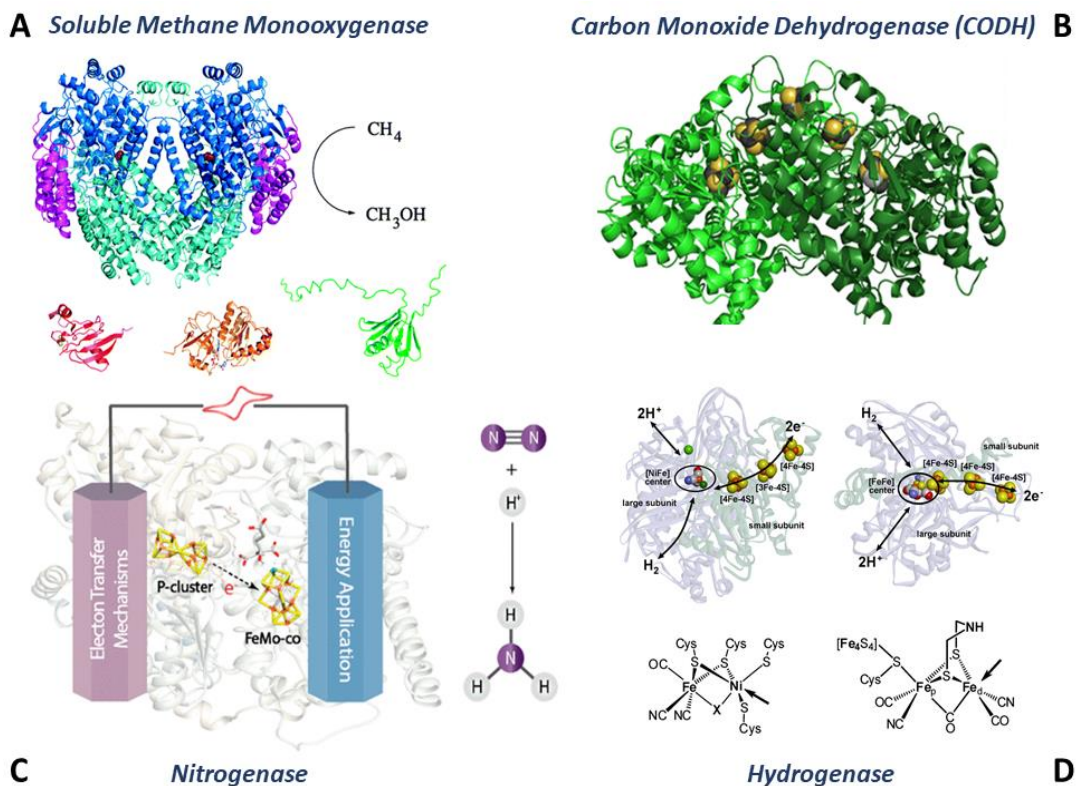 A
Soluble Methane Monooxygenase
CH4
CH3OH
Carbon Monoxide Dehydrogenase (CODH)
B
Electon Transfer
Mechanisms
P-cluster
e-
FeMo-co
Energy Application
N
N
+
H+
H
N
H
H
C
Nitrogenase
2H+
[NiFe]
center
large subunit
H2
2e-
[4Fe-4S]
[3Fe-4S]
[4Fe-4S]
small subunit
H2
small subunit
[4Fe-4S]
[4Fe-4S]
[4Fe-4S]
[FeFe]
center
2e-
large subunit
2H+
Cys
Cys
Cys
OC
S
S
S
Fe
Ni
NC
NC
X
S
Cys
[Fe4S4]
S
Cys
NH
S
S
OC
Fep
Fed
NC
CN
CO
C
O
Hydrogenase
D